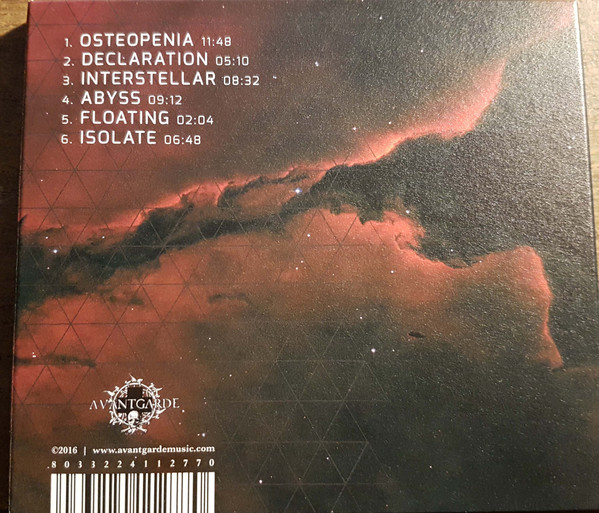 1. OSTEOPENIA 11:48
2. DECLARATION 05:10
3. INTERSTELLAR 08:32
4. ABYSS 09:12
5. FLOATING 02:04
6. ISOLATE 06:48
AVANTGARDE
©2016 | www.avantgardemusic.com
8033224112770